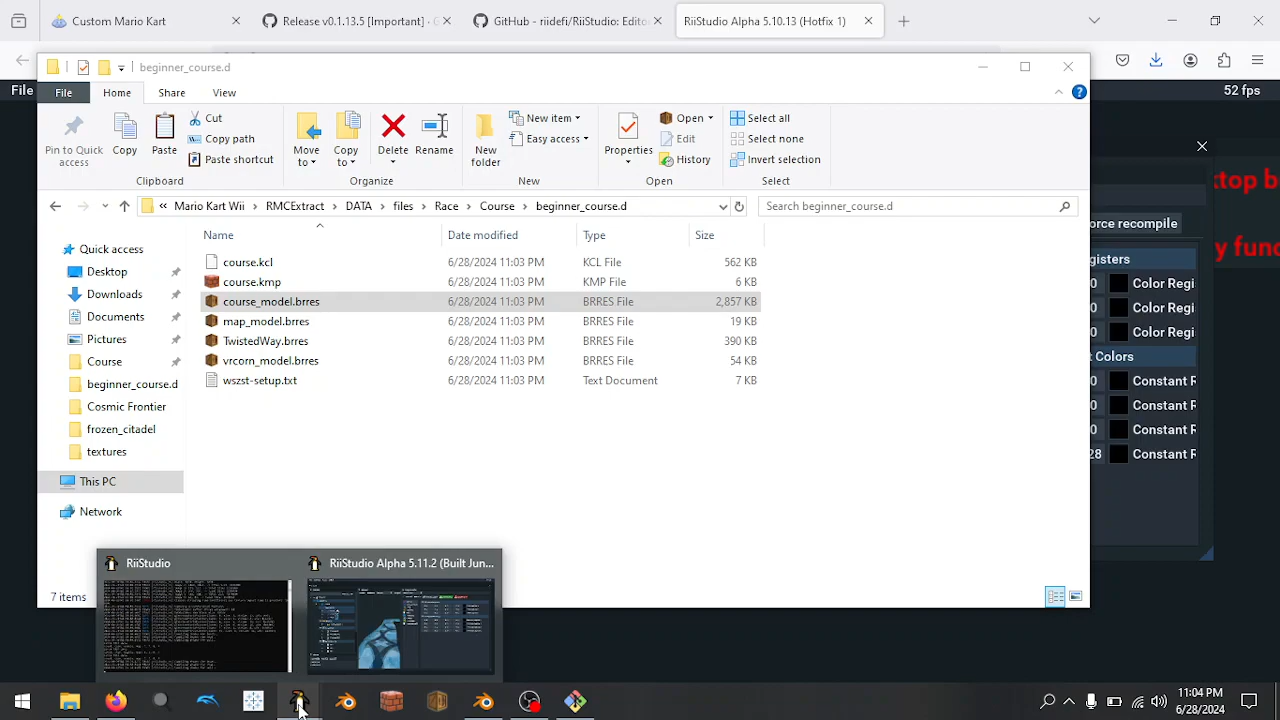 Custom Mario Kart
Release v0.1.13.5 [Important] · G
GitHub - riidefi/RiiStudio: Edito
RiiStudio Alpha 5.10.13 (Hotfix 1)
File
52 fps
beginner_course.d
File
Home
Share
View
Pin to Quick access
Copy
Paste
Cut
Copy path
Paste shortcut
Clipboard
Move to
Copy to
Delete
Rename
Organize
New folder
New item
Easy access
New
Properties
Open
Edit
History
Open
Select all
Select none
Invert selection
Select
« Mario Kart Wii > RMCExtract > DATA > files > Race > Course > beginner_course.d
Search beginner_course.d
Name Date modified Type Size
course.kcl 6/28/2024 11:03 PM KCL File 562 KB
course.kmp 6/28/2024 11:03 PM KMP File 6 KB
course_model.brres 6/28/2024 11:03 PM BRRES File 2,857 KB
map_model.brres 6/28/2024 11:03 PM BRRES File 19 KB
TwistedWay.brres 6/28/2024 11:03 PM BRRES File 390 KB
vrcorn_model.brres 6/28/2024 11:03 PM BRRES File 54 KB
wszst-setup.txt 6/28/2024 11:03 PM Text Document 7 KB
Quick access
Desktop
Downloads
Documents
Pictures
Course
beginner_course.d
Cosmic Frontier
frozen_citadel
textures
This PC
Network
7 items
ktop b
y func
orce recompile
egisters
0 Color Regi
0 Color Regi
0 Color Regi
t Colors
0 Constant R
0 Constant R
0 Constant R
28 Constant R
RiiStudio
RiiStudio Alpha 5.11.2 (Built Jun...
1:04 PM
6/28/2024